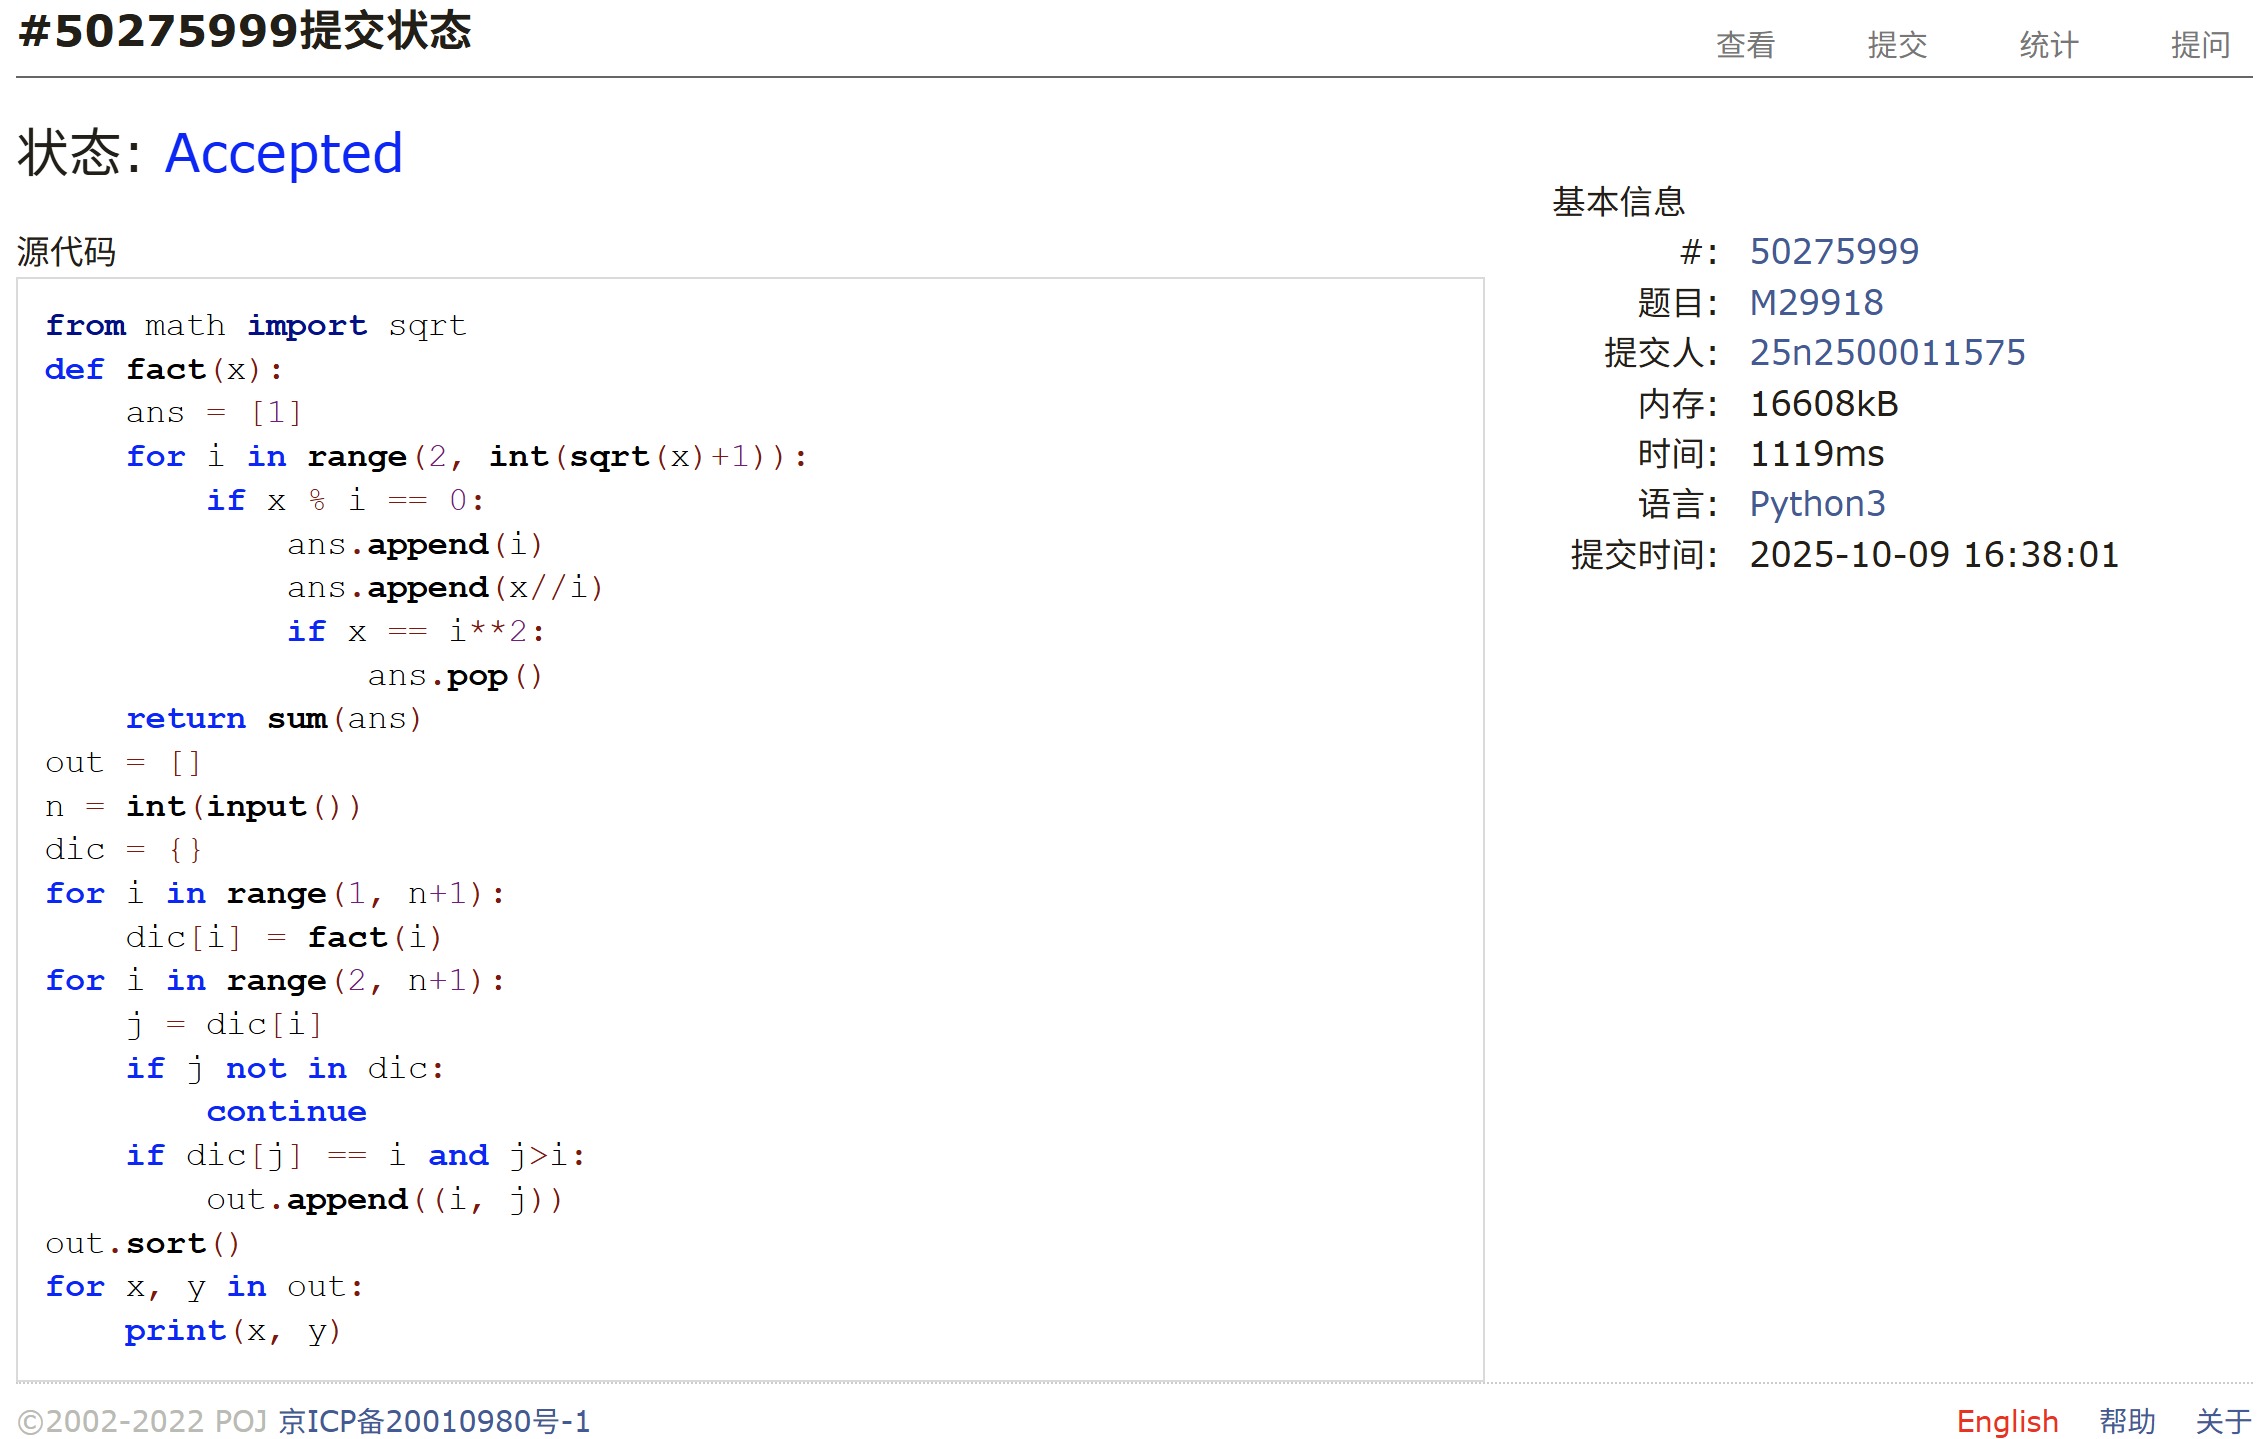 #50275999提交状态
查看 提交 统计 提问
状态: Accepted
源代码
from math import sqrt
def fact(x):
    ans = [1]
    for i in range(2, int(sqrt(x)+1)):
        if x % i == 0:
            ans.append(i)
            ans.append(x//i)
            if x == i**2:
                ans.pop()
    return sum(ans)
out = []
n = int(input())
dic = {}
for i in range(1, n+1):
    dic[i] = fact(i)
for i in range(2, n+1):
    j = dic[i]
    if j not in dic:
        continue
    if dic[j] == i and j>i:
        out.append((i, j))
out.sort()
for x, y in out:
    print(x, y)
基本信息
#: 50275999
题目: M29918
提交人: 25n2500011575
内存: 16608kB
时间: 1119ms
语言: Python3
提交时间: 2025-10-09 16:38:01
©2002-2022 POJ 京ICP备20010980号-1
English 帮助 关于